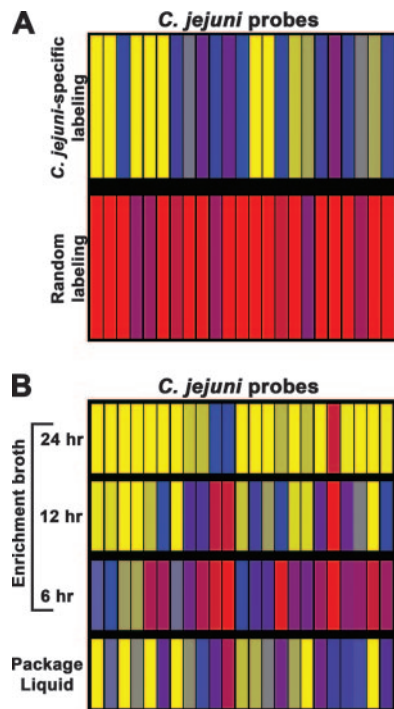 A
C. jejuni probes
C. jejuni-specific
labeling
Random
labeling
B
C. jejuni probes
Enrichment broth
24 hr
12 hr
6 hr
Package
Liquid